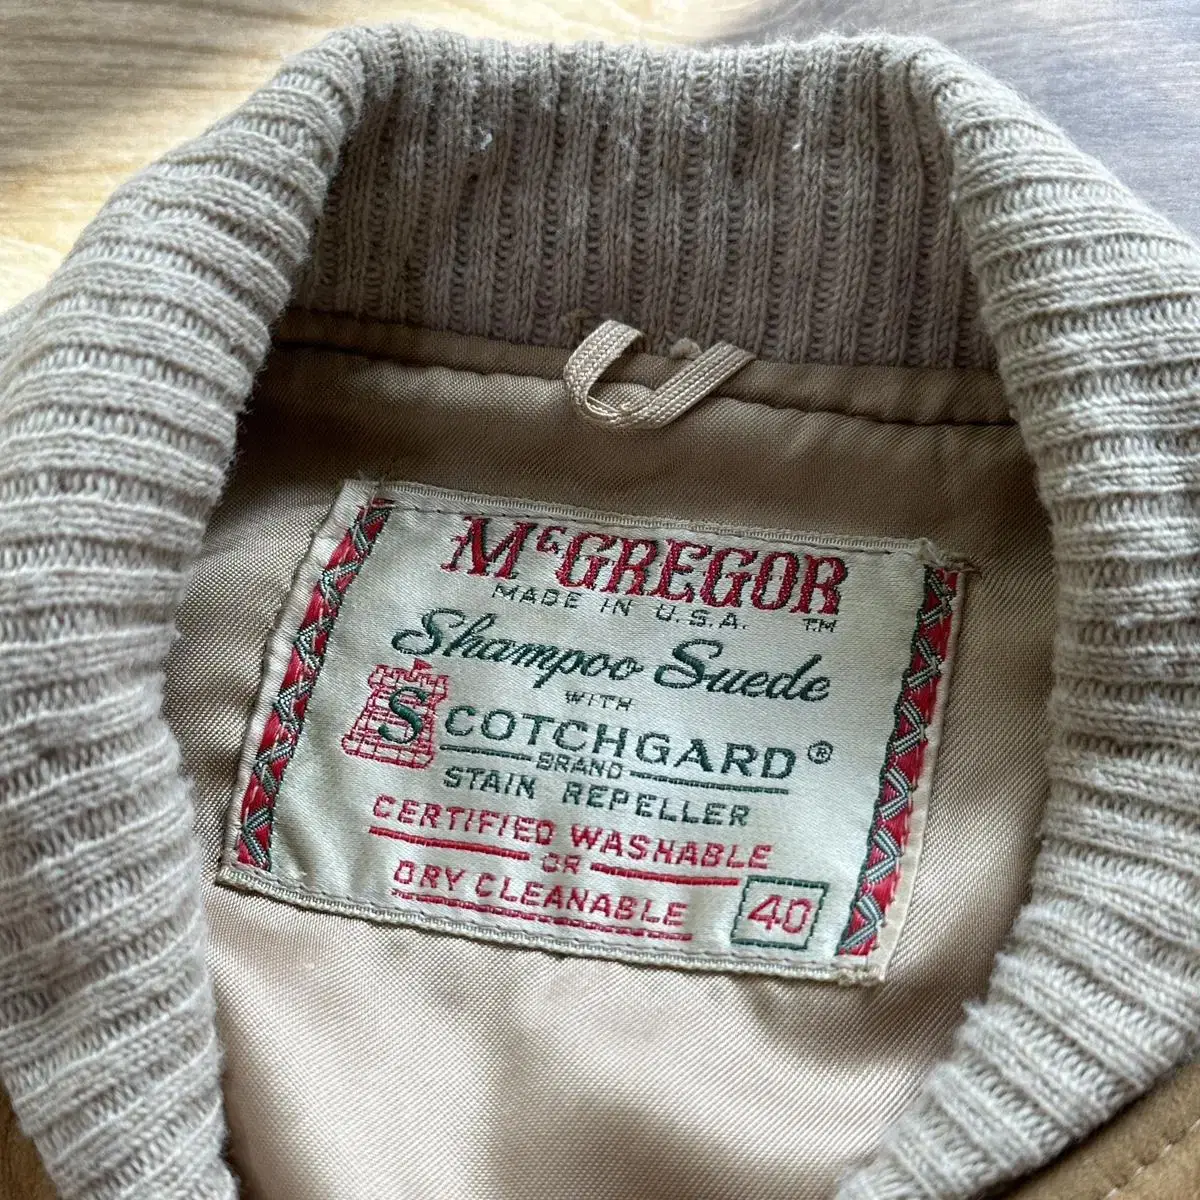 McGREGOR
MADE IN U.S.A. TM
Shampoo Suede
WITH
SCOTCHGARD®
BRAND
STAIN REPELLER
CERTIFIED WASHABLE
OR
DRY CLEANABLE
40